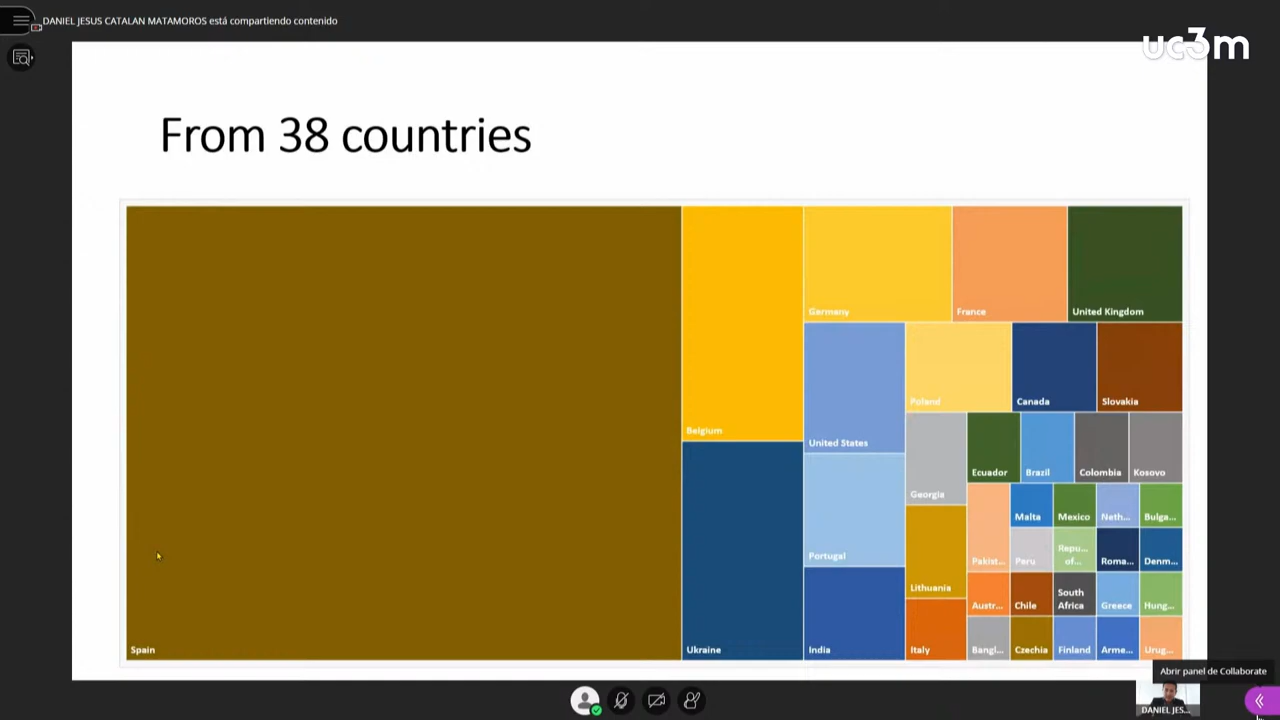 DANIEL JESUS CATALAN MATAMOROS está compartiendo contenido
uc3m
From 38 countries
Germany
France
United Kingdom
Poland
Canada
Slovakia
Belgium
United States
Ecuador
Brazil
Colombia
Kosovo
Georgia
Malta
Mexico
Neth...
Bulga...
Portugal
Pakist...
Peru
Repu...
of...
Roma...
Denm...
Lithuania
Austr...
Chile
South
Africa
Greece
Hung...
Spain
Ukraine
India
Italy
Bangl...
Czechia
Finland
Arme...
Urug...
Abrir panel de Collaborate
DANIEL JES...